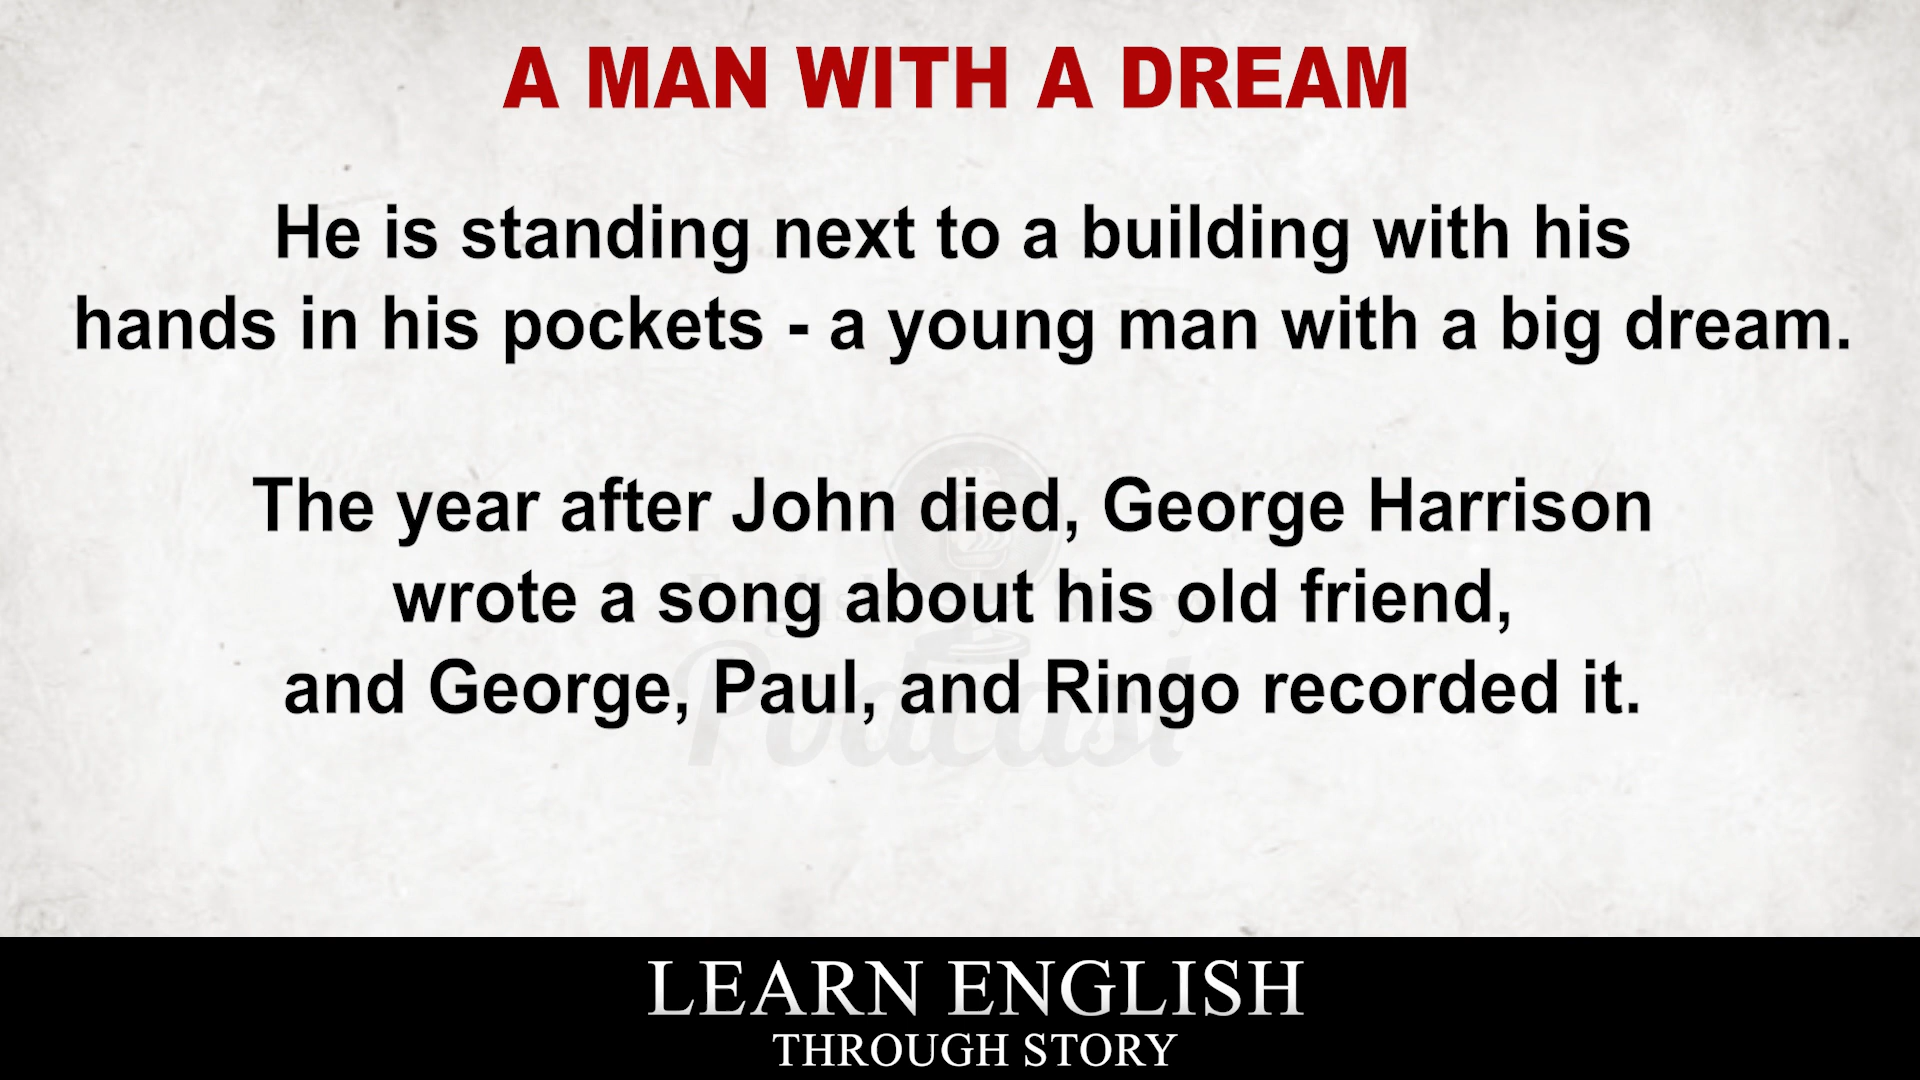 A MAN WITH A DREAM
He is standing next to a building with his
hands in his pockets - a young man with a big dream.
The year after John died, George Harrison
wrote a song about his old friend,
and George, Paul, and Ringo recorded it.
Podcast
LEARN ENGLISH
THROUGH STORY